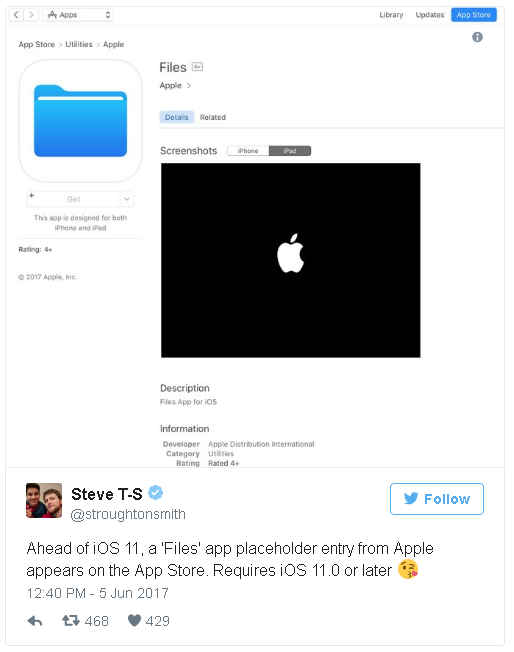 Apps
Library Updates App Store
App Store > Utilities > Apple
Files 4+
Apple >
Details Related
Screenshots iPhone iPad
+ Get
This app is designed for both
iPhone and iPad
Rating: 4+
© 2017 Apple, Inc.
Description
Files App for iOS
Information
Developer Apple Distribution International
Category Utilities
Rating Rated 4+
Steve T-S
@stroughtonsmith
Follow
Ahead of iOS 11, a 'Files' app placeholder entry from Apple
appears on the App Store. Requires iOS 11.0 or later 😘
12:40 PM - 5 Jun 2017
468 429